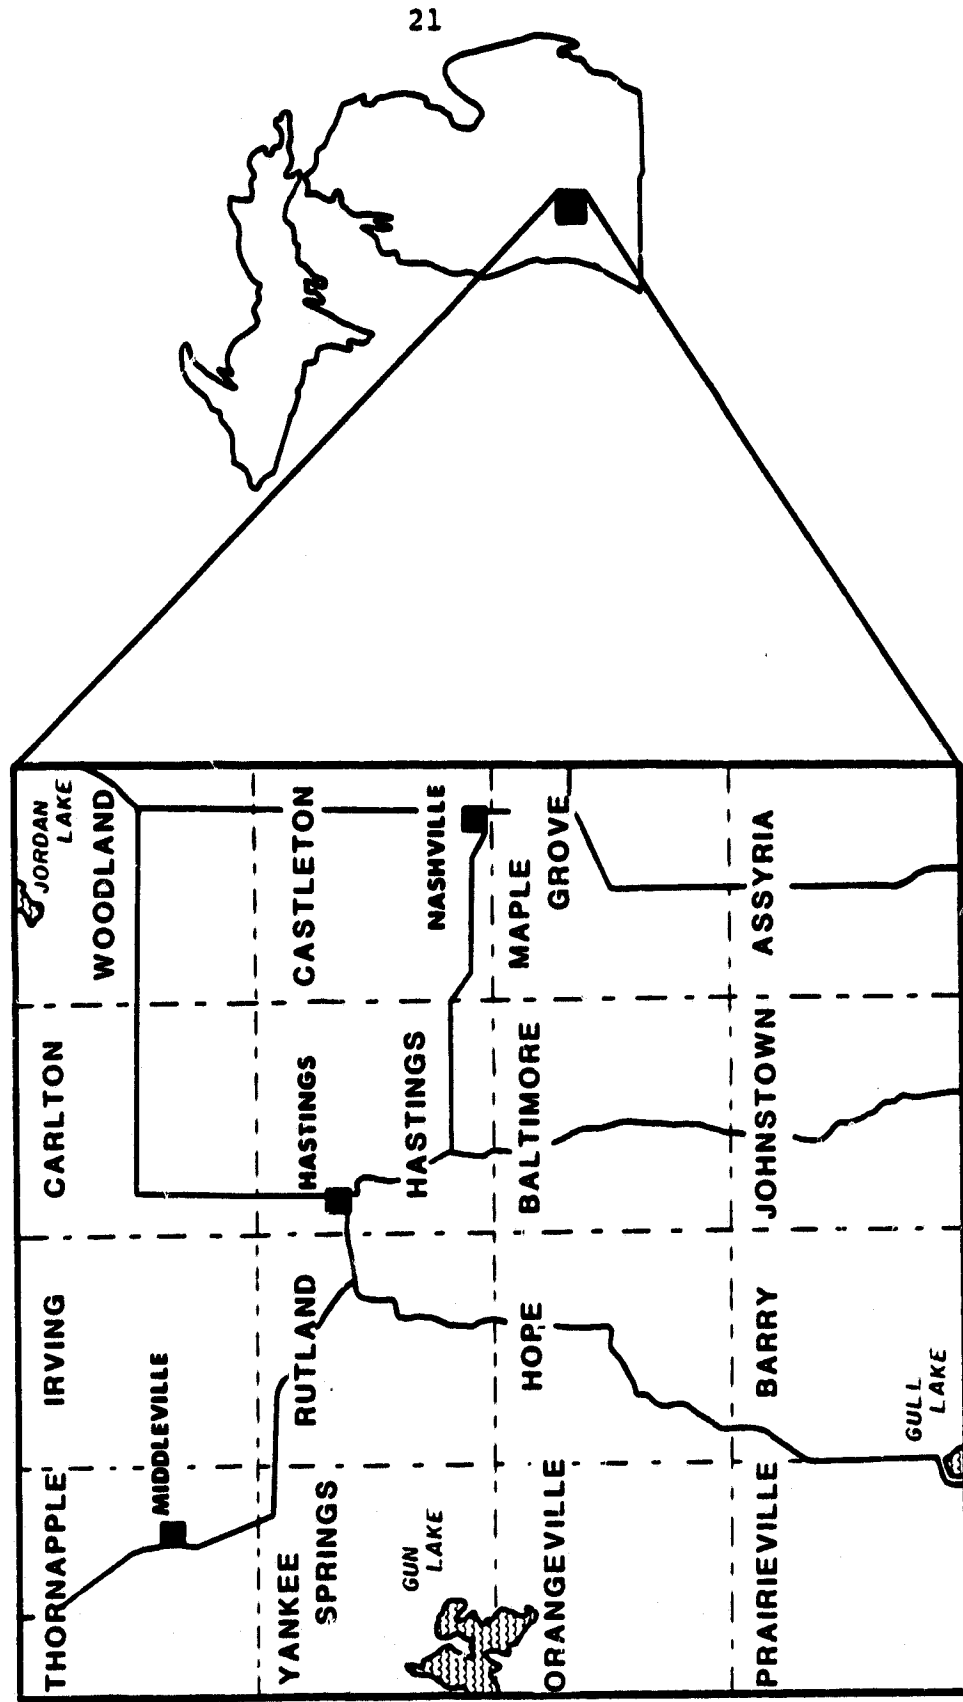 21
THORNAPPLE
IRVING
CARLTON
JORDAN
LAKE
WOODLAND
MIDDLEVILLE
YANKEE
SPRINGS
RUTLAND
HASTINGS
CASTLETON
GUN
LAKE
HASTINGS
NASHVILLE
ORANGEVILLE
HOPE
BALTIMORE
MAPLE
GROVE
PRAIRIEVILLE
BARRY
JOHNSTOWN
ASSYRIA
GULL
LAKE